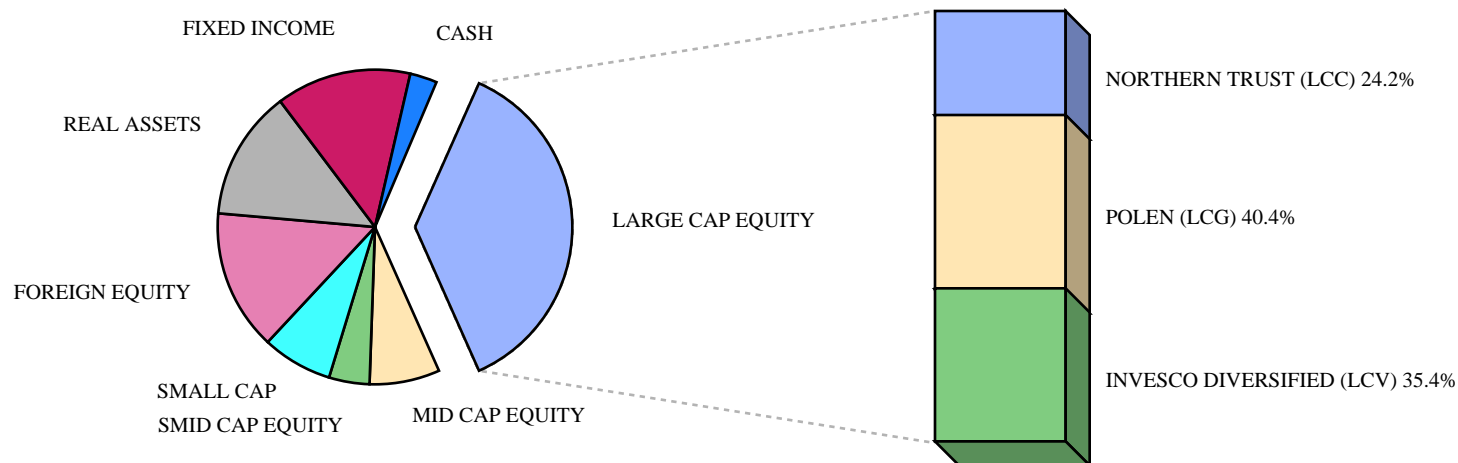 FIXED INCOME
CASH
NORTHERN TRUST (LCC) 24.2%
REAL ASSETS
LARGE CAP EQUITY
POLEN (LCG) 40.4%
FOREIGN EQUITY
INVESCO DIVERSIFIED (LCV) 35.4%
SMALL CAP
MID CAP EQUITY
SMID CAP EQUITY